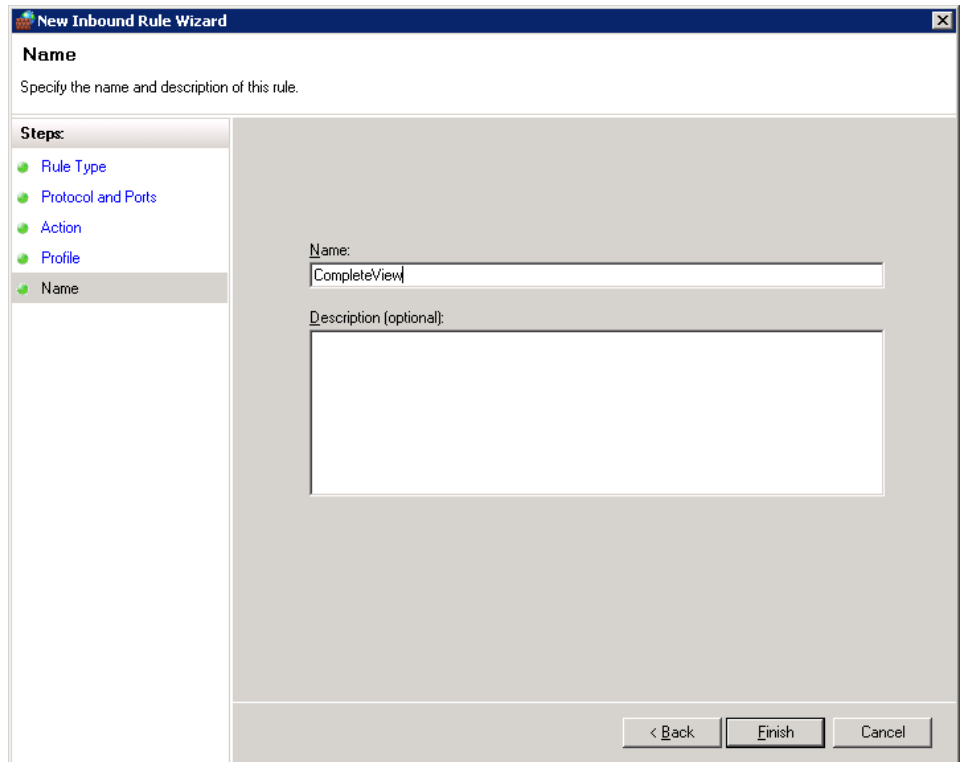 New Inbound Rule Wizard
Name
Specify the name and description of this rule.
Steps:
Rule Type
Protocol and Ports
Action
Profile
Name
Name:
CompleteView
Description (optional):
< Back
Finish
Cancel